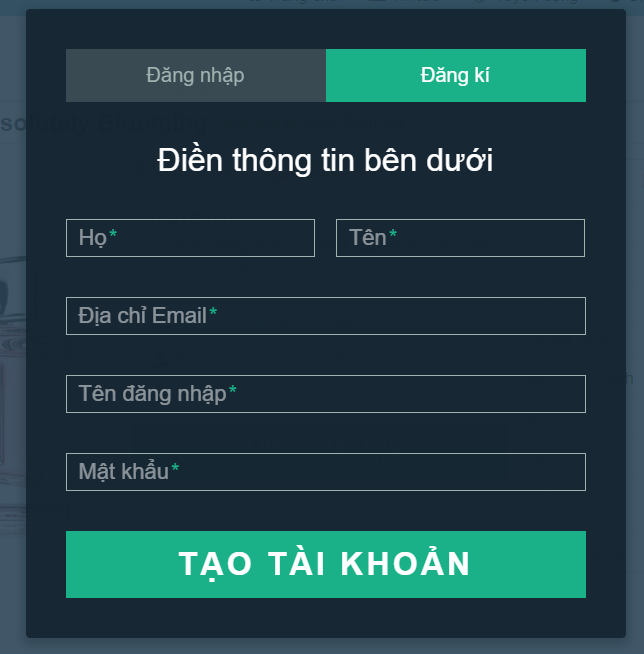 Đăng nhập
Đăng kí
Điền thông tin bên dưới
Họ*
Tên*
Địa chỉ Email*
Tên đăng nhập*
Mật khẩu*
TẠO TÀI KHOẢN